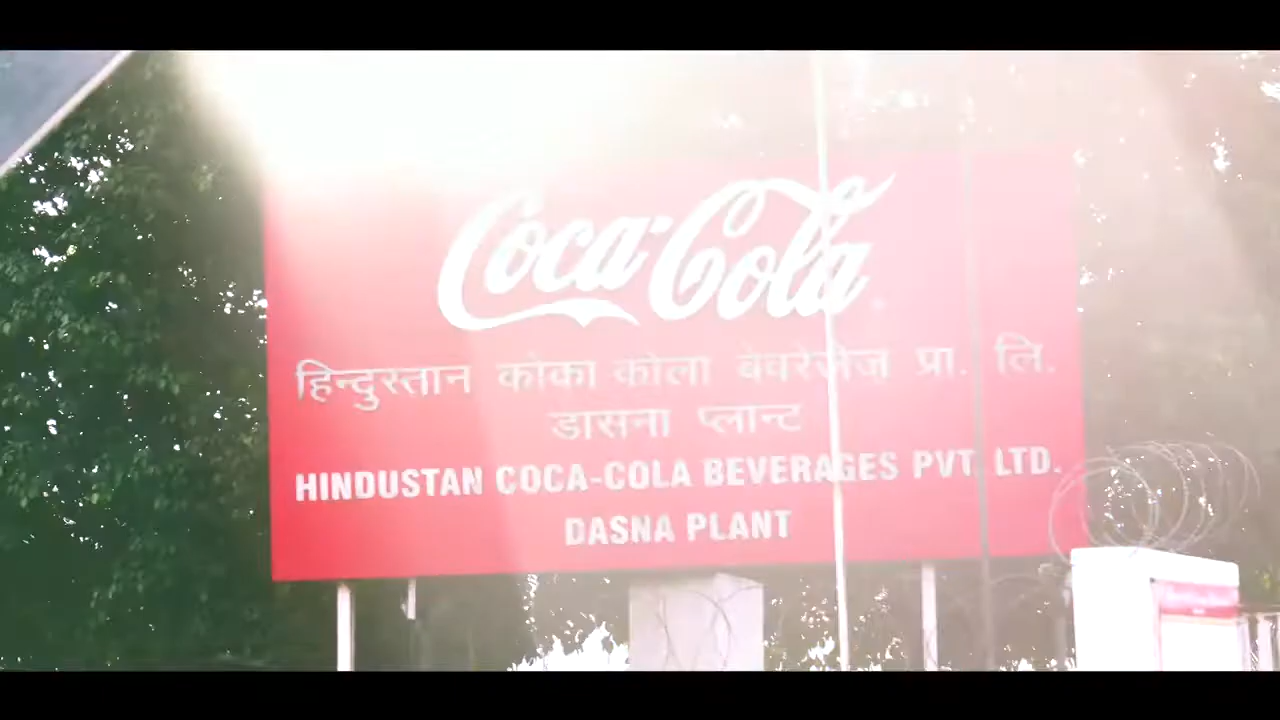 Coca-Cola
हिन्दुस्तान कोका कोला बेवरेजेज प्रा. लि.
डासना प्लान्ट
HINDUSTAN COCA-COLA BEVERAGES PVT. LTD.
DASNA PLANT